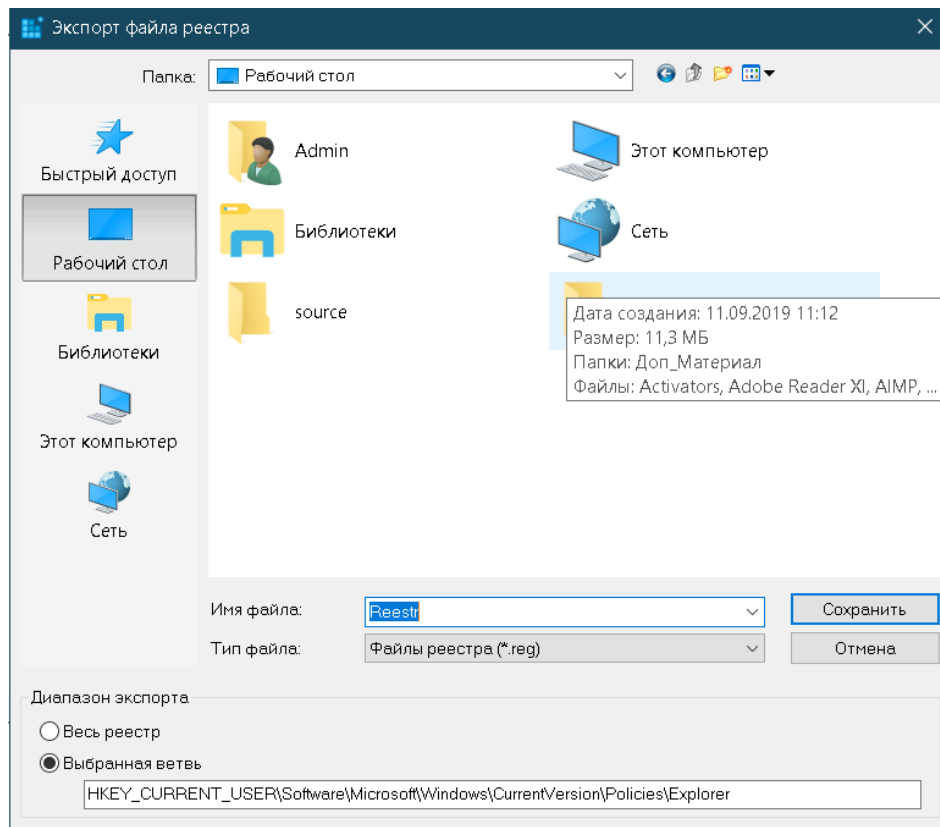 Экспорт файла реестра
Папка: Рабочий стол
Быстрый доступ
Рабочий стол
Библиотеки
Этот компьютер
Сеть
Admin
Этот компьютер
Библиотеки
Сеть
source
Дата создания: 11.09.2019 11:12
Размер: 11,3 МБ
Папки: Доп_Материал
Файлы: Activators, Adobe Reader XI, AIMP, ...
Имя файла: Reestr
Сохранить
Тип файла: Файлы реестра (*.reg)
Отмена
Диапазон экспорта
Весь реестр
Выбранная ветвь
HKEY_CURRENT_USER\Software\Microsoft\Windows\CurrentVersion\Policies\Explorer